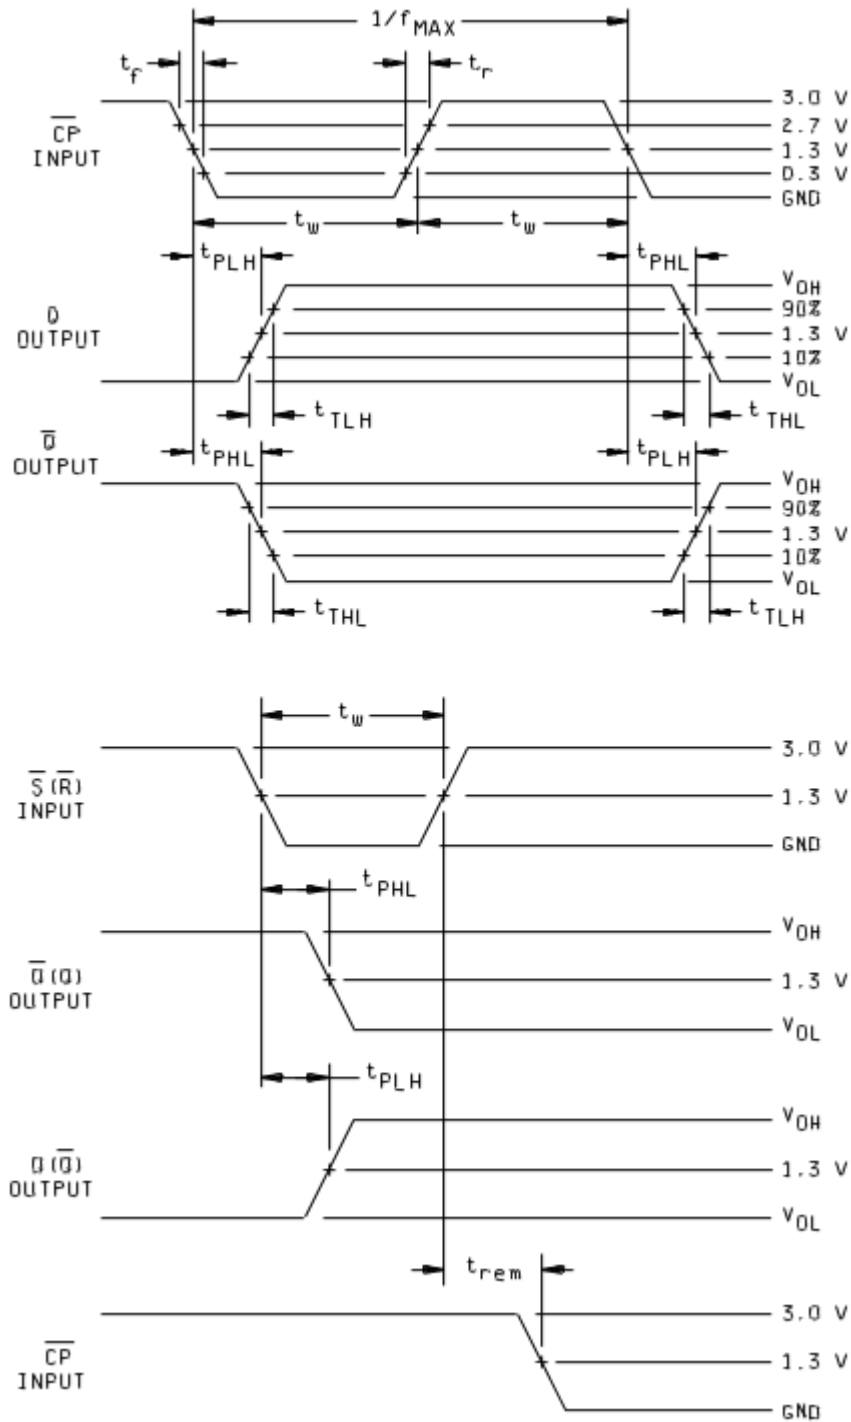 1/fMAX
tf
tr
C̅P̅
INPUT
3.0 V
2.7 V
1.3 V
0.3 V
GND
tw
tw
tPLH
tPHL
Q
OUTPUT
VOH
90%
1.3 V
10%
VOL
tTLH
tTHL
Q̅
OUTPUT
tPHL
tPLH
VOH
90%
1.3 V
10%
VOL
tTHL
tTLH
tw
S̅(R̅)
INPUT
3.0 V
1.3 V
GND
tPHL
Q̅(Q)
OUTPUT
VOH
1.3 V
VOL
tPLH
Q(Q̅)
OUTPUT
VOH
1.3 V
VOL
trem
C̅P̅
INPUT
3.0 V
1.3 V
GND